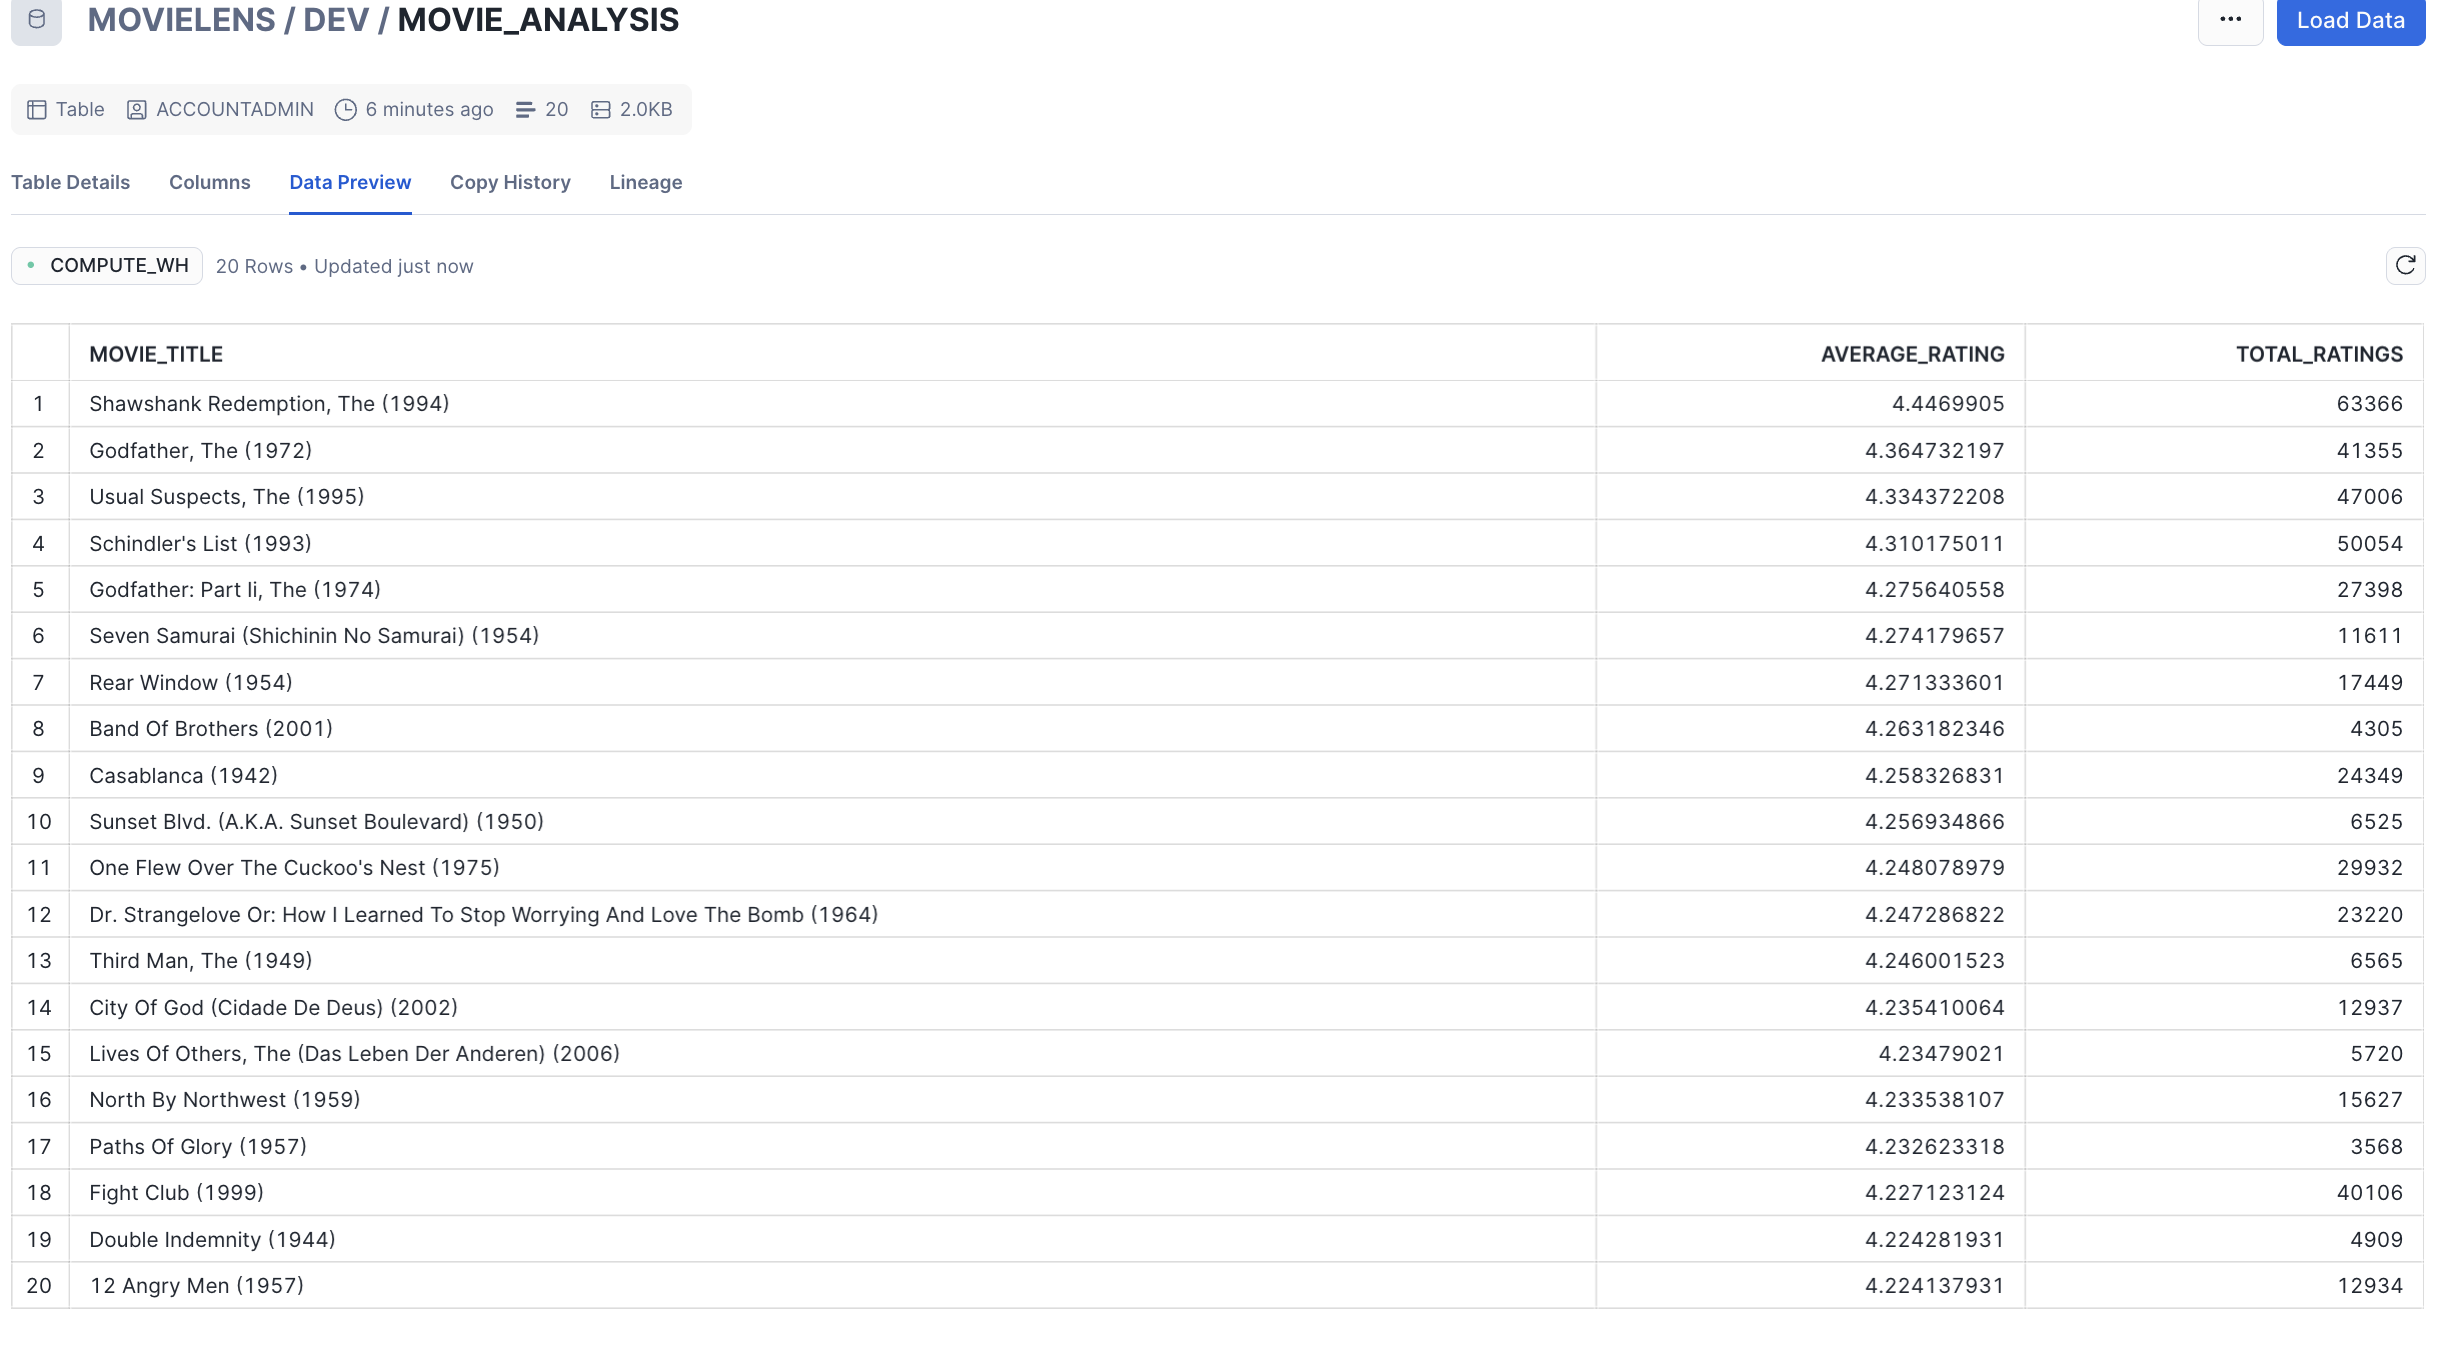 MOVIELENS / DEV / MOVIE_ANALYSIS ... Load Data
Table ACCOUNTADMIN 6 minutes ago 20 2.0KB
Table Details Columns Data Preview Copy History Lineage
COMPUTE_WH 20 Rows • Updated just now
MOVIE_TITLE AVERAGE_RATING TOTAL_RATINGS
1 Shawshank Redemption, The (1994) 4.4469905 63366
2 Godfather, The (1972) 4.364732197 41355
3 Usual Suspects, The (1995) 4.334372208 47006
4 Schindler's List (1993) 4.310175011 50054
5 Godfather: Part Ii, The (1974) 4.275640558 27398
6 Seven Samurai (Shichinin No Samurai) (1954) 4.274179657 11611
7 Rear Window (1954) 4.271333601 17449
8 Band Of Brothers (2001) 4.263182346 4305
9 Casablanca (1942) 4.258326831 24349
10 Sunset Blvd. (A.K.A. Sunset Boulevard) (1950) 4.256934866 6525
11 One Flew Over The Cuckoo's Nest (1975) 4.248078979 29932
12 Dr. Strangelove Or: How I Learned To Stop Worrying And Love The Bomb (1964) 4.247286822 23220
13 Third Man, The (1949) 4.246001523 6565
14 City Of God (Cidade De Deus) (2002) 4.235410064 12937
15 Lives Of Others, The (Das Leben Der Anderen) (2006) 4.23479021 5720
16 North By Northwest (1959) 4.233538107 15627
17 Paths Of Glory (1957) 4.232623318 3568
18 Fight Club (1999) 4.227123124 40106
19 Double Indemnity (1944) 4.224281931 4909
20 12 Angry Men (1957) 4.224137931 12934